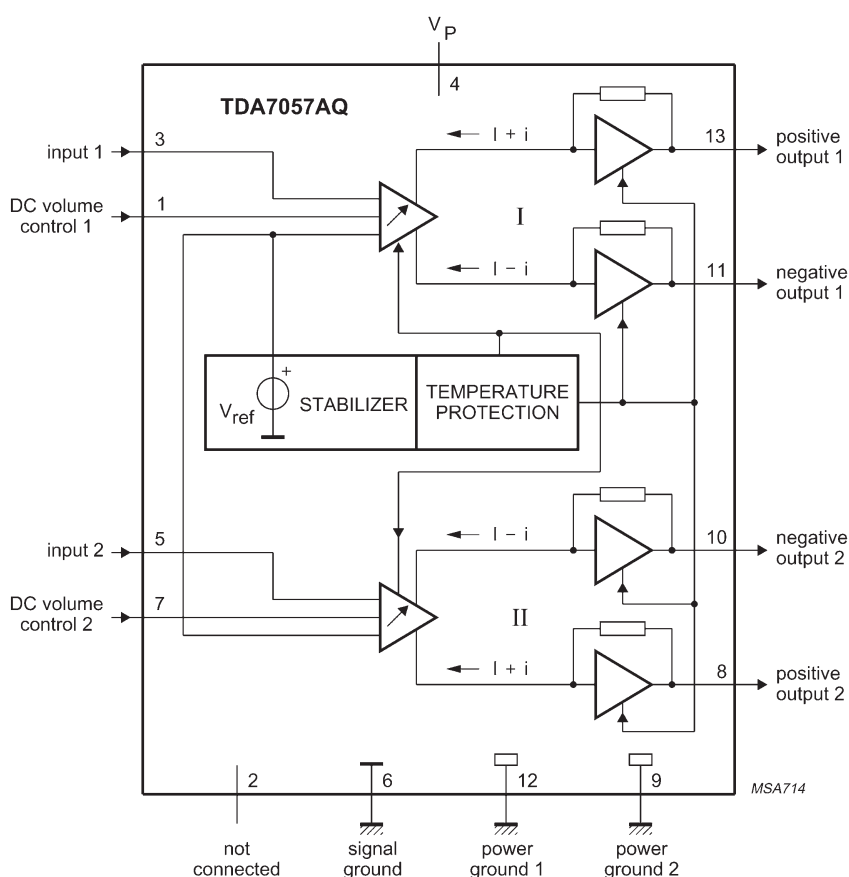 V
P
4
TDA7057AQ
3
input 1
I + i
13
positive
output 1
DC volume
control 1
1
I
I − i
11
negative
output 1
+
Vref
STABILIZER
TEMPERATURE
PROTECTION
5
input 2
I − i
10
negative
output 2
DC volume
control 2
7
II
I + i
8
positive
output 2
2
6
12
9
MSA714
not
connected
signal
ground
power
ground 1
power
ground 2